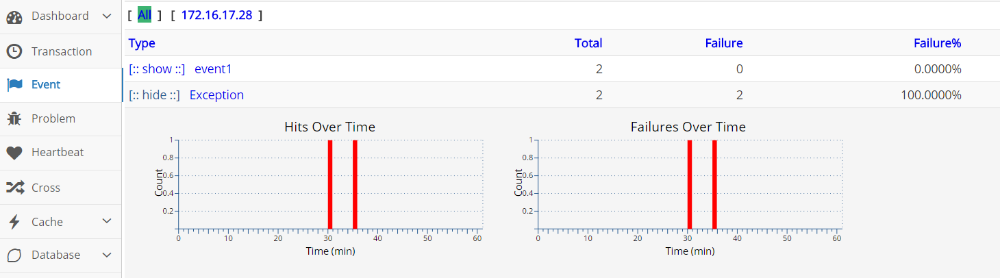 Dashboard
Transaction
Event
Problem
Heartbeat
Cross
Cache
Database
[ All ] [ 172.16.17.28 ]
Type Total Failure Failure%
[:: show ::] event1 2 0 0.0000%
[:: hide ::] Exception 2 2 100.0000%
Hits Over Time
1
0.8
0.6
0.4
0.2
Count
0 10 20 30 40 50 60
Time (min)
Failures Over Time
1
0.8
0.6
0.4
0.2
Count
0 10 20 30 40 50 60
Time (min)